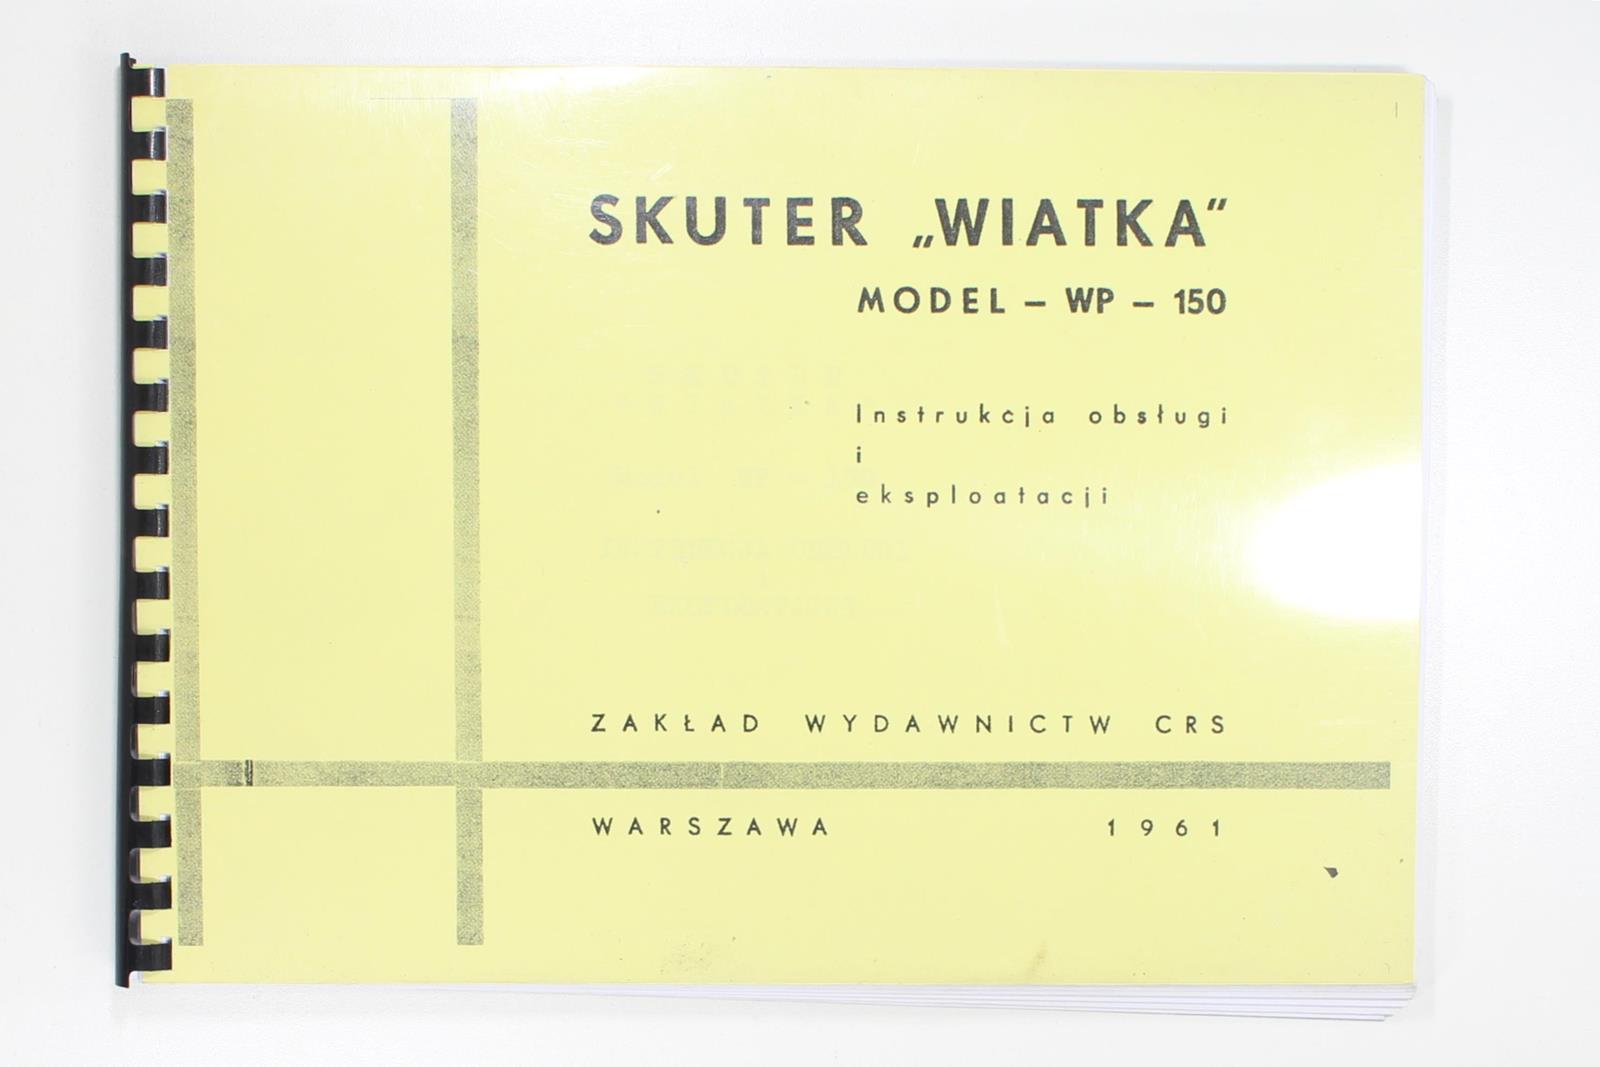 SKUTER „WIATKA"
MODEL – WP – 150
Instrukcja obsługi
i
eksploatacji
ZAKŁAD WYDAWNICTW CRS
WARSZAWA 1961